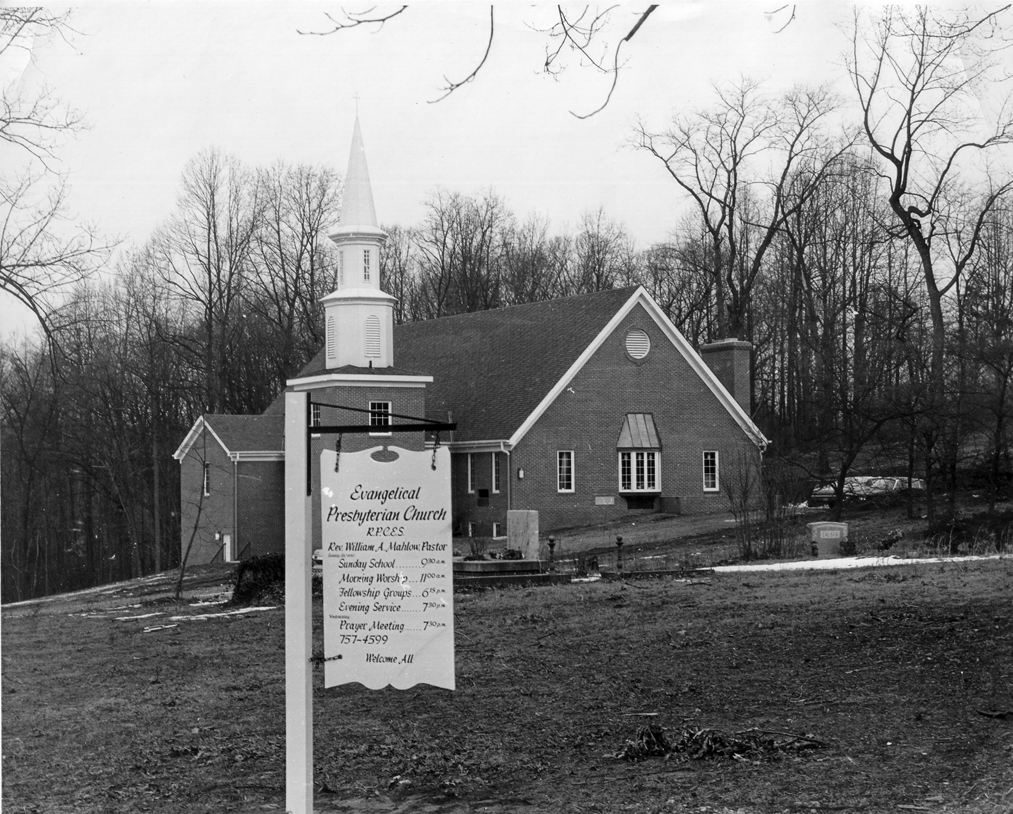 Evangelical
Presbyterian Church
R.P.C.E.S.
Rev. William A. Mahlow, Pastor
Sunday School ...... 9:30 a.m.
Morning Worship ... 11:00 a.m.
Fellowship Groups ... 6:15 p.m.
Evening Service ...... 7:30 p.m.
Wednesday
Prayer Meeting ...... 7:30 p.m.
757-4599
Welcome All